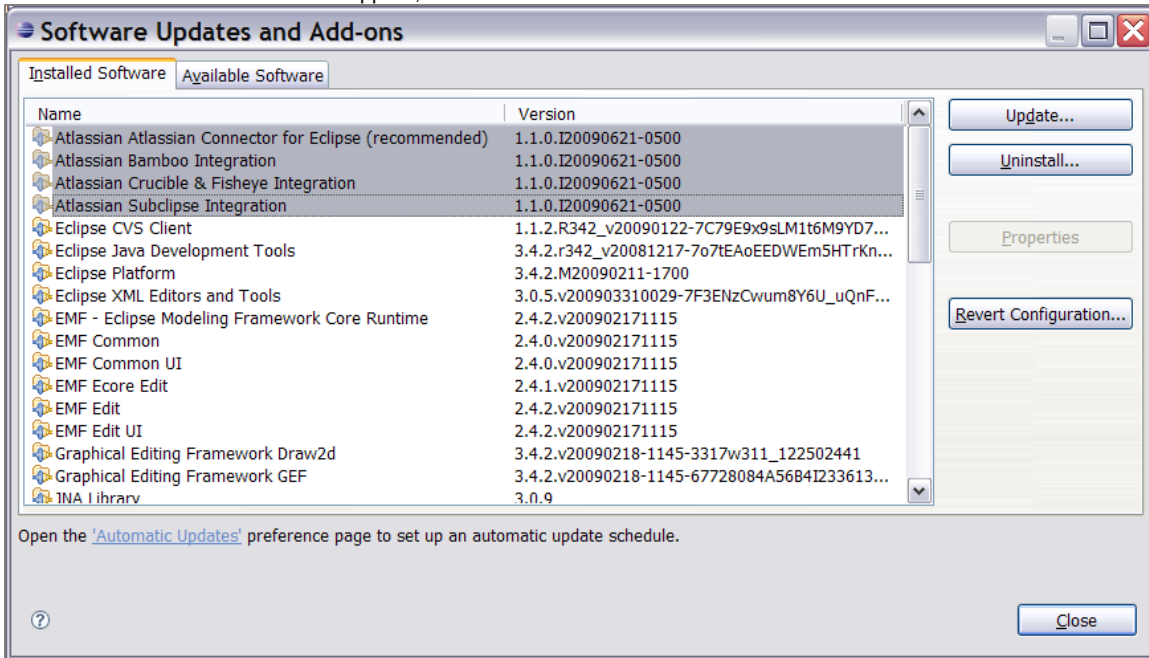 Software Updates and Add-ons
Installed Software Available Software
Name Version
Atlassian Atlassian Connector for Eclipse (recommended) 1.1.0.I20090621-0500
Atlassian Bamboo Integration 1.1.0.I20090621-0500
Atlassian Crucible & Fisheye Integration 1.1.0.I20090621-0500
Atlassian Subclipse Integration 1.1.0.I20090621-0500
Eclipse CVS Client 1.1.2.R342_v20090122-7C79E9x9sLM1t6M9YD7...
Eclipse Java Development Tools 3.4.2.r342_v20081217-7o7tEAoEEDWEm5HTrKn...
Eclipse Platform 3.4.2.M20090211-1700
Eclipse XML Editors and Tools 3.0.5.v200903310029-7F3ENzCwum8Y6U_uQnF...
EMF - Eclipse Modeling Framework Core Runtime 2.4.2.v200902171115
EMF Common 2.4.0.v200902171115
EMF Common UI 2.4.0.v200902171115
EMF Ecore Edit 2.4.1.v200902171115
EMF Edit 2.4.2.v200902171115
EMF Edit UI 2.4.2.v200902171115
Graphical Editing Framework Draw2d 3.4.2.v20090218-1145-3317w311_122502441
Graphical Editing Framework GEF 3.4.2.v20090218-1145-67728084A56B4I233613...
JNA Library 3.0.9
Update...
Uninstall...
Properties
Revert Configuration...
Open the 'Automatic Updates' preference page to set up an automatic update schedule.
?
Close